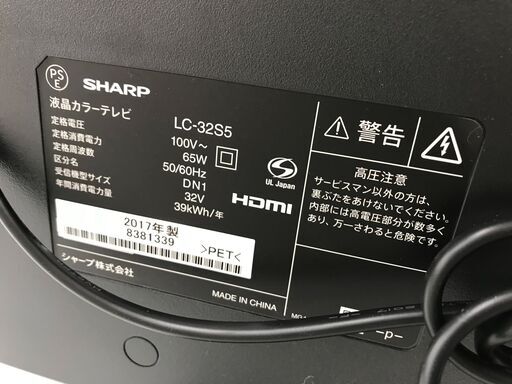 PS
E
SHARP
液晶カラーテレビ LC-32S5
定格電圧 100V~
定格消費電力 65W
定格周波数 50/60Hz
区分名 DN1
受信機型サイズ 32V
年間消費電力量 39kWh/年
UL Japan
HDMI
2017年製
8381339
>PET<
シャープ株式会社
MADE IN CHINA
警告
高圧注意
サービスマン以外の方は、
裏ぶたをあけないでください。
内部には高電圧部分が数多く
あり、万一さわると危険です。